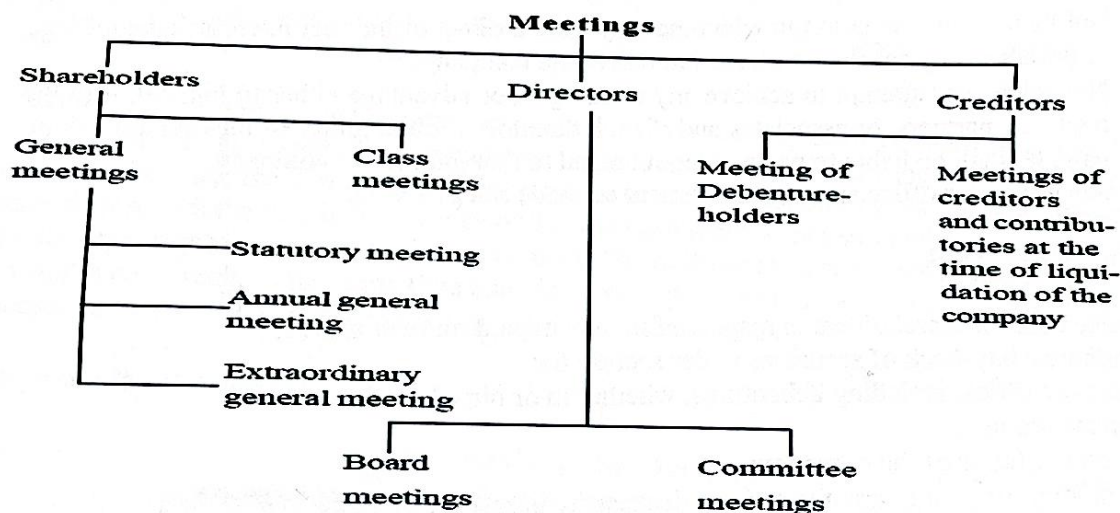 Meetings
Shareholders
Directors
Creditors
General
meetings
Class
meetings
Meeting of
Debenture-
holders
Meetings of
creditors
and contribu-
tories at the
time of liqui-
dation of the
company
Statutory meeting
Annual general
meeting
Extraordinary
general meeting
Board
meetings
Committee
meetings